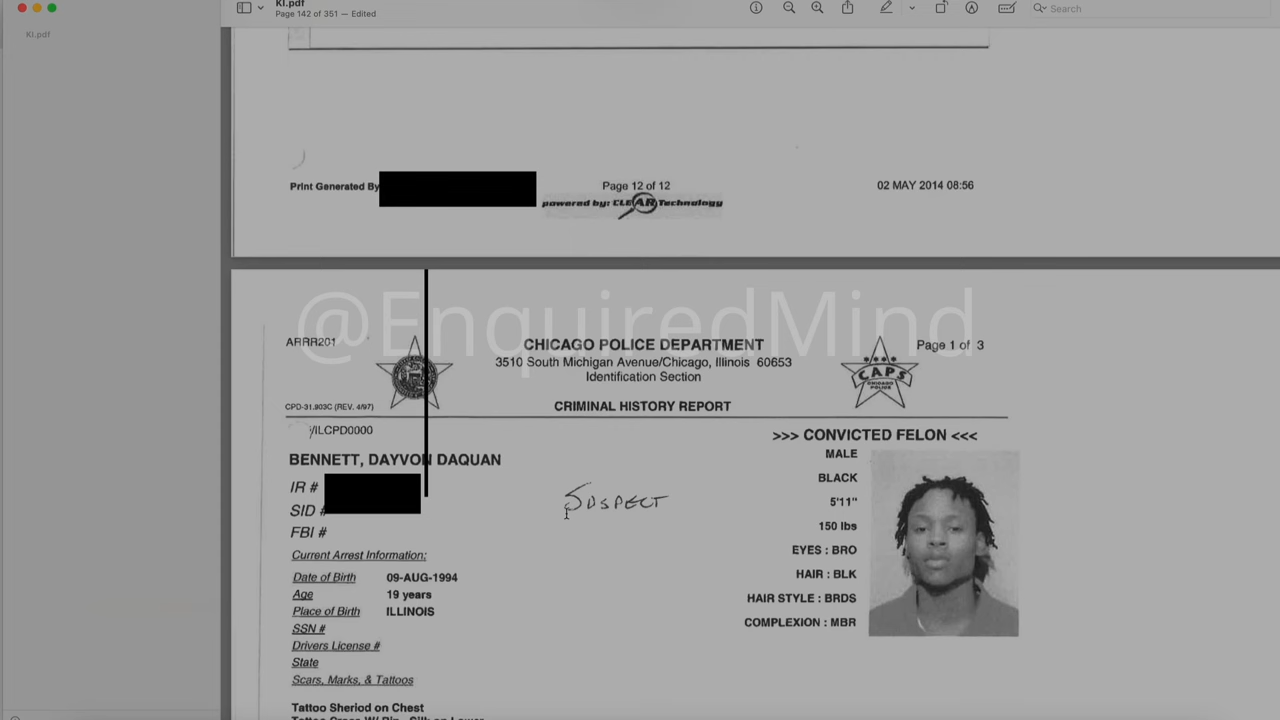 KI.pdf
Page 142 of 351 — Edited
Search
KI.pdf
Print Generated By
Page 12 of 12
02 MAY 2014 08:56
powered by: CLEAR Technology
@EnquiredMind
ARRR201
CHICAGO POLICE DEPARTMENT
Page 1 of 3
3510 South Michigan Avenue/Chicago, Illinois 60653
Identification Section
CAPS
CHICAGO
POLICE
CPD-31.903C (REV. 4/97)
CRIMINAL HISTORY REPORT
/ILCPD0000
>>> CONVICTED FELON <<<
MALE
BENNETT, DAYVON DAQUAN
BLACK
IR #
SUSPECT
5'11"
SID #
150 lbs
FBI #
EYES : BRO
Current Arrest Information:
HAIR : BLK
Date of Birth 09-AUG-1994
Age 19 years
HAIR STYLE : BRDS
Place of Birth ILLINOIS
COMPLEXION : MBR
SSN #
Drivers License #
State
Scars, Marks, & Tattoos
Tattoo Sheriod on Chest